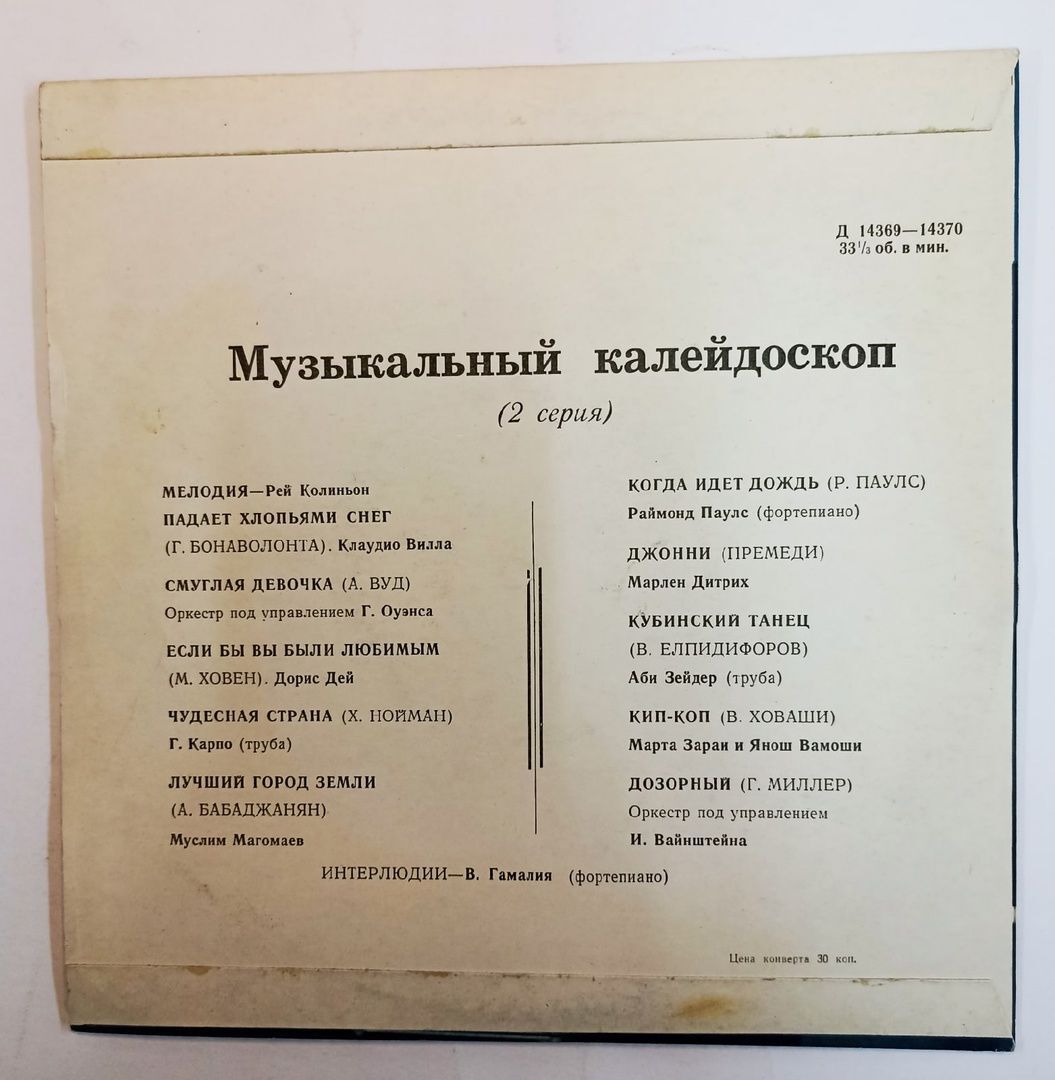 Д 14369—14370
33 1/3 об. в мин.
Музыкальный калейдоскоп
(2 серия)
МЕЛОДИЯ—Рей Колиньон
ПАДАЕТ ХЛОПЬЯМИ СНЕГ
(Г. БОНАВОЛОНТА). Клаудио Вилла
СМУГЛАЯ ДЕВОЧКА (А. ВУД)
Оркестр под управлением Г. Оуэнса
ЕСЛИ БЫ ВЫ БЫЛИ ЛЮБИМЫМ
(М. ХОВЕН). Дорис Дей
ЧУДЕСНАЯ СТРАНА (Х. НОЙМАН)
Г. Карпо (труба)
ЛУЧШИЙ ГОРОД ЗЕМЛИ
(А. БАБАДЖАНЯН)
Муслим Магомаев
КОГДА ИДЕТ ДОЖДЬ (Р. ПАУЛС)
Раймонд Паулс (фортепиано)
ДЖОННИ (ПРЕМЕДИ)
Марлен Дитрих
КУБИНСКИЙ ТАНЕЦ
(В. ЕЛПИДИФОРОВ)
Аби Зейдер (труба)
КИП-КОП (В. ХОВАШИ)
Марта Зараи и Янош Вамоши
ДОЗОРНЫЙ (Г. МИЛЛЕР)
Оркестр под управлением
И. Вайнштейна
ИНТЕРЛЮДИИ—В. Гамалия (фортепиано)
Цена конверта 30 коп.